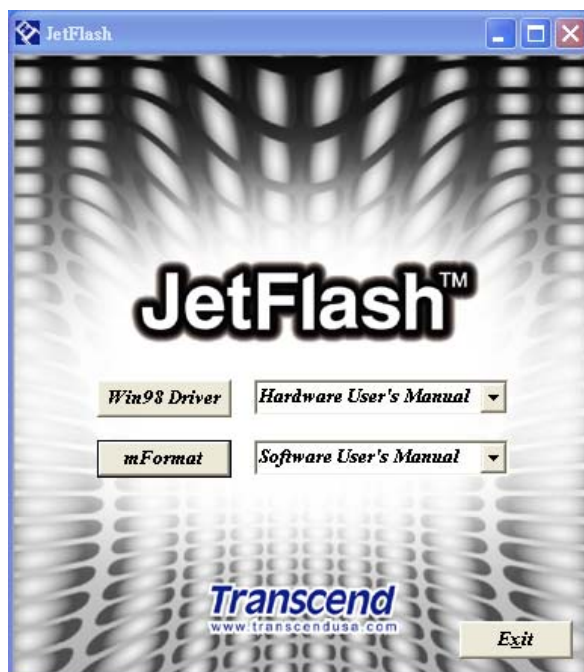 JetFlash
JetFlash™
Win98 Driver
Hardware User's Manual
mFormat
Software User's Manual
Transcend
www.transcendusa.com
Exit